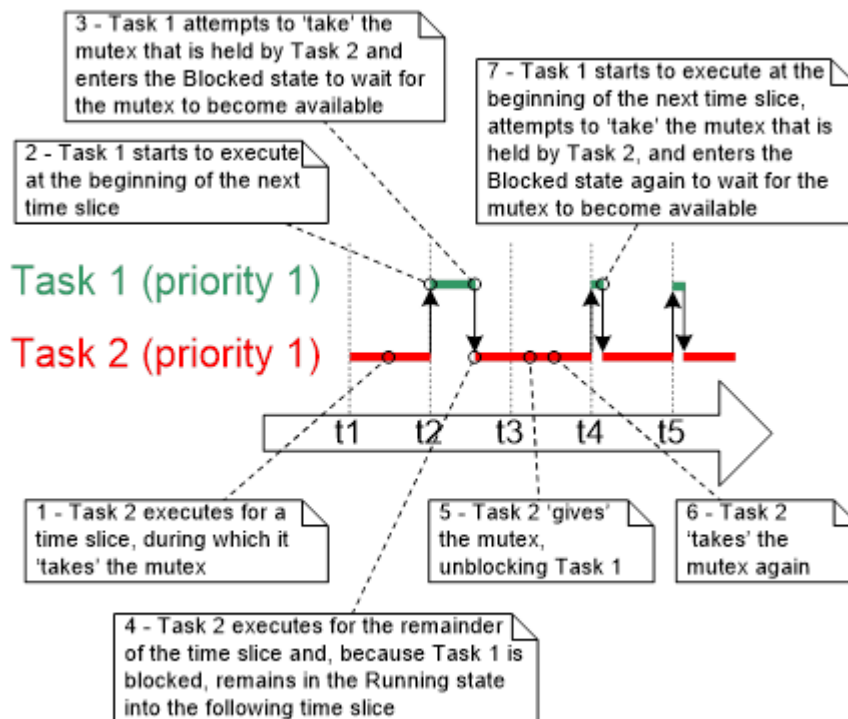 3 - Task 1 attempts to 'take' the
mutex that is held by Task 2 and
enters the Blocked state to wait for
the mutex to become available
7 - Task 1 starts to execute at the
beginning of the next time slice,
attempts to 'take' the mutex that is
held by Task 2, and enters the
Blocked state again to wait for the
mutex to become available
2 - Task 1 starts to execute
at the beginning of the next
time slice
Task 1 (priority 1)
Task 2 (priority 1)
t1 t2 t3 t4 t5
1 - Task 2 executes for a
time slice, during which it
'takes' the mutex
5 - Task 2 'gives'
the mutex,
unblocking Task 1
6 - Task 2
'takes' the
mutex again
4 - Task 2 executes for the remainder
of the time slice and, because Task 1 is
blocked, remains in the Running state
into the following time slice